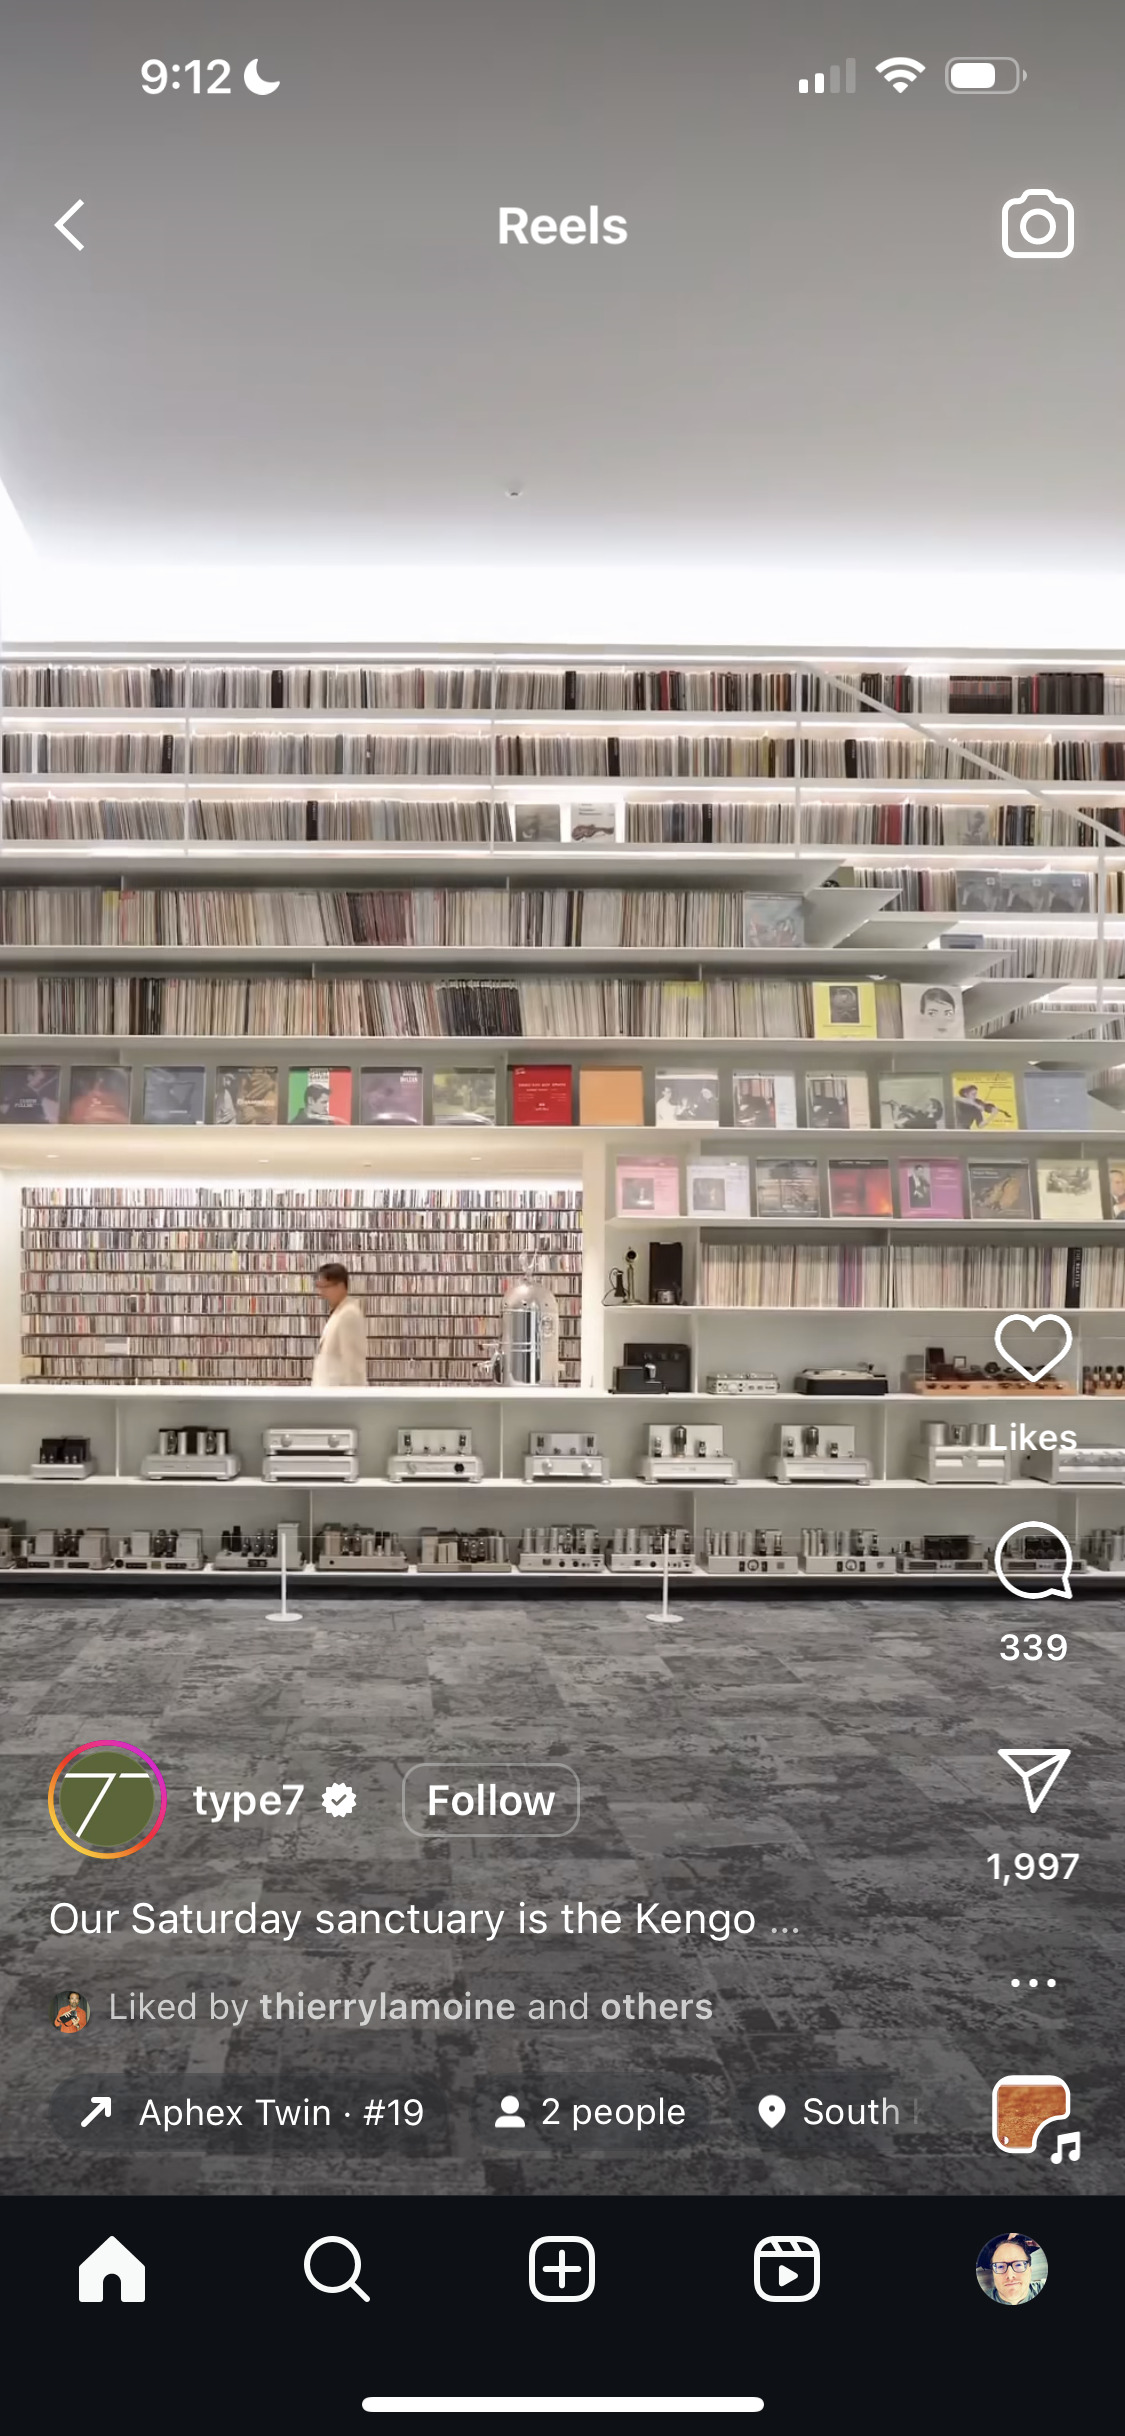 9:12
Reels
Likes
339
type7 Follow
1,997
Our Saturday sanctuary is the Kengo ...
Liked by thierrylamoine and others
Aphex Twin · #19
2 people
South